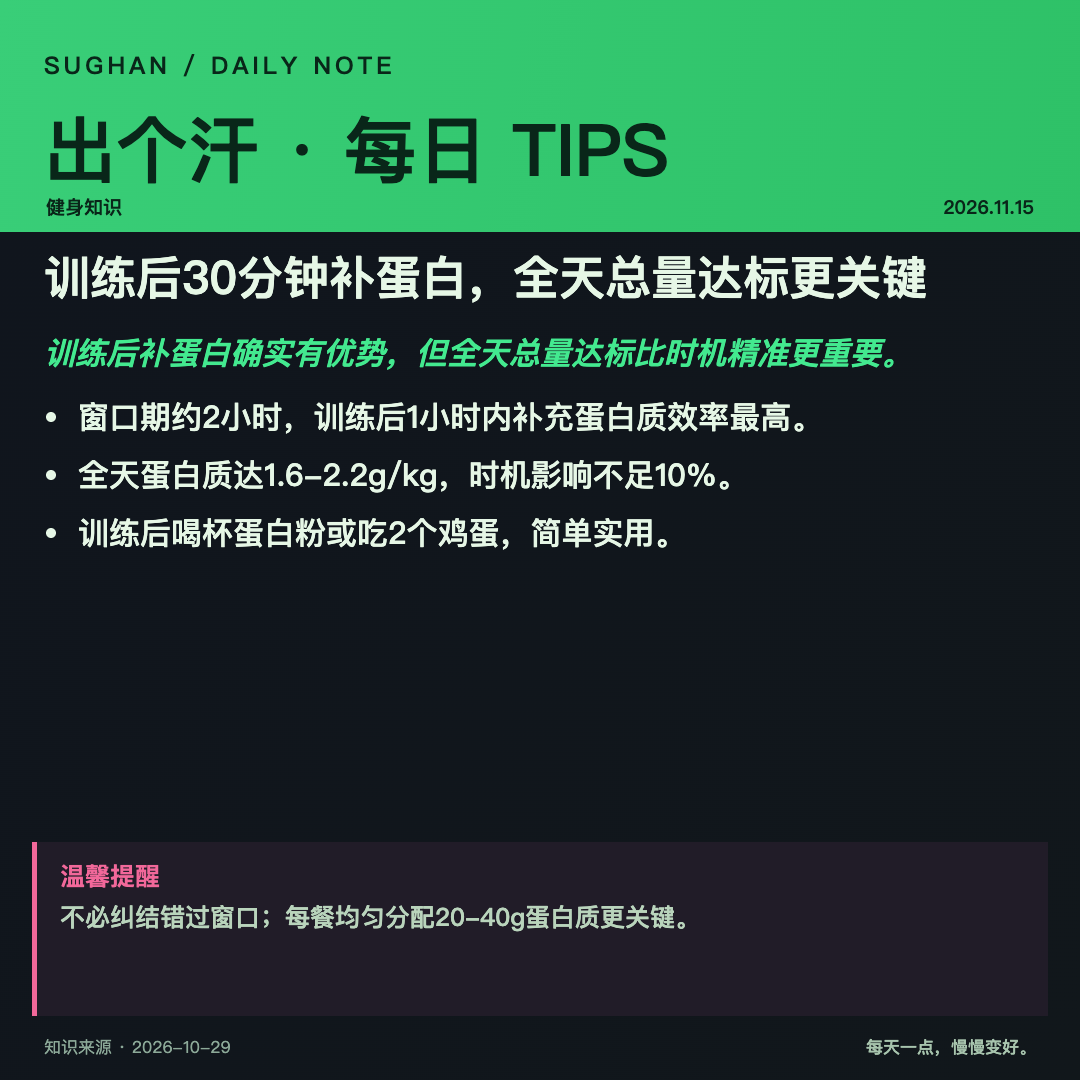 SUGHAN / DAILY NOTE
出个汗 · 每日 TIPS
健身知识
2026.11.15
训练后30分钟补蛋白，全天总量达标更关键
训练后补蛋白确实有优势，但全天总量达标比时机精准更重要。
• 窗口期约2小时，训练后1小时内补充蛋白质效率最高。
• 全天蛋白质达1.6–2.2g/kg，时机影响不足10%。
• 训练后喝杯蛋白粉或吃2个鸡蛋，简单实用。
温馨提醒
不必纠结错过窗口；每餐均匀分配20–40g蛋白质更关键。
知识来源 · 2026–10–29
每天一点，慢慢变好。